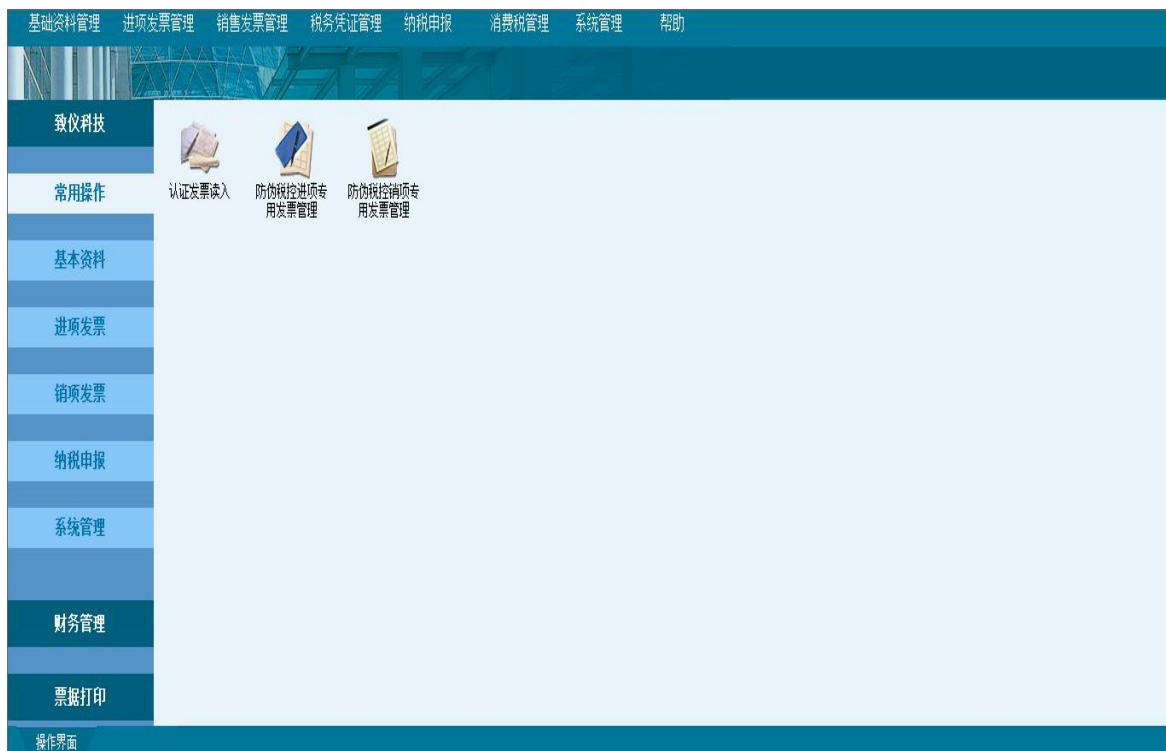 基础资料管理 进项发票管理 销售发票管理 税务凭证管理 纳税申报 消费税管理 系统管理 帮助
致仪科技
常用操作
基本资料
进项发票
销项发票
纳税申报
系统管理
财务管理
票据打印
认证发票读入
防伪税控进项专
用发票管理
防伪税控销项专
用发票管理
操作界面